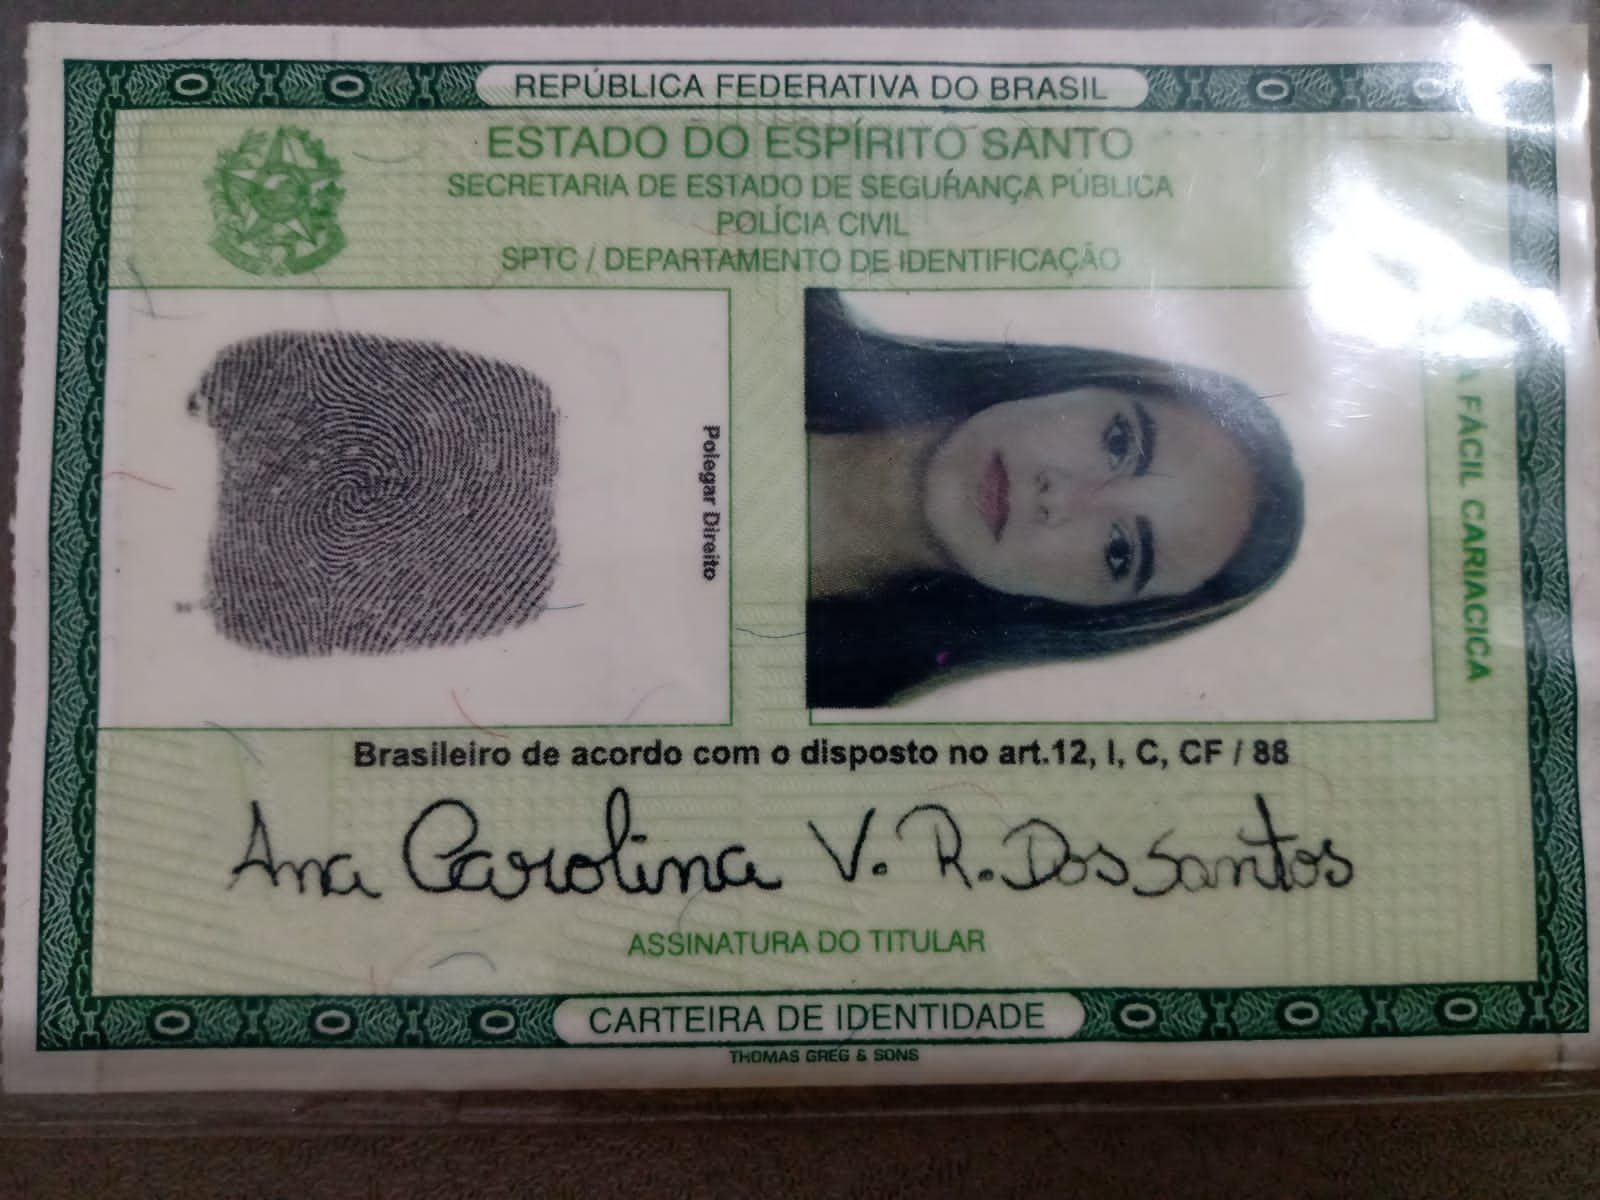 REPÚBLICA FEDERATIVA DO BRASIL
ESTADO DO ESPÍRITO SANTO
SECRETARIA DE ESTADO DE SEGURANÇA PÚBLICA
POLÍCIA CIVIL
SPTC / DEPARTAMENTO DE IDENTIFICAÇÃO
Polegar Direito
FÁCIL CARIACICA
Brasileiro de acordo com o disposto no art.12, I, C, CF / 88
Ana Carolina V. R. Dos Santos
ASSINATURA DO TITULAR
CARTEIRA DE IDENTIDADE
THOMAS GREG & SONS